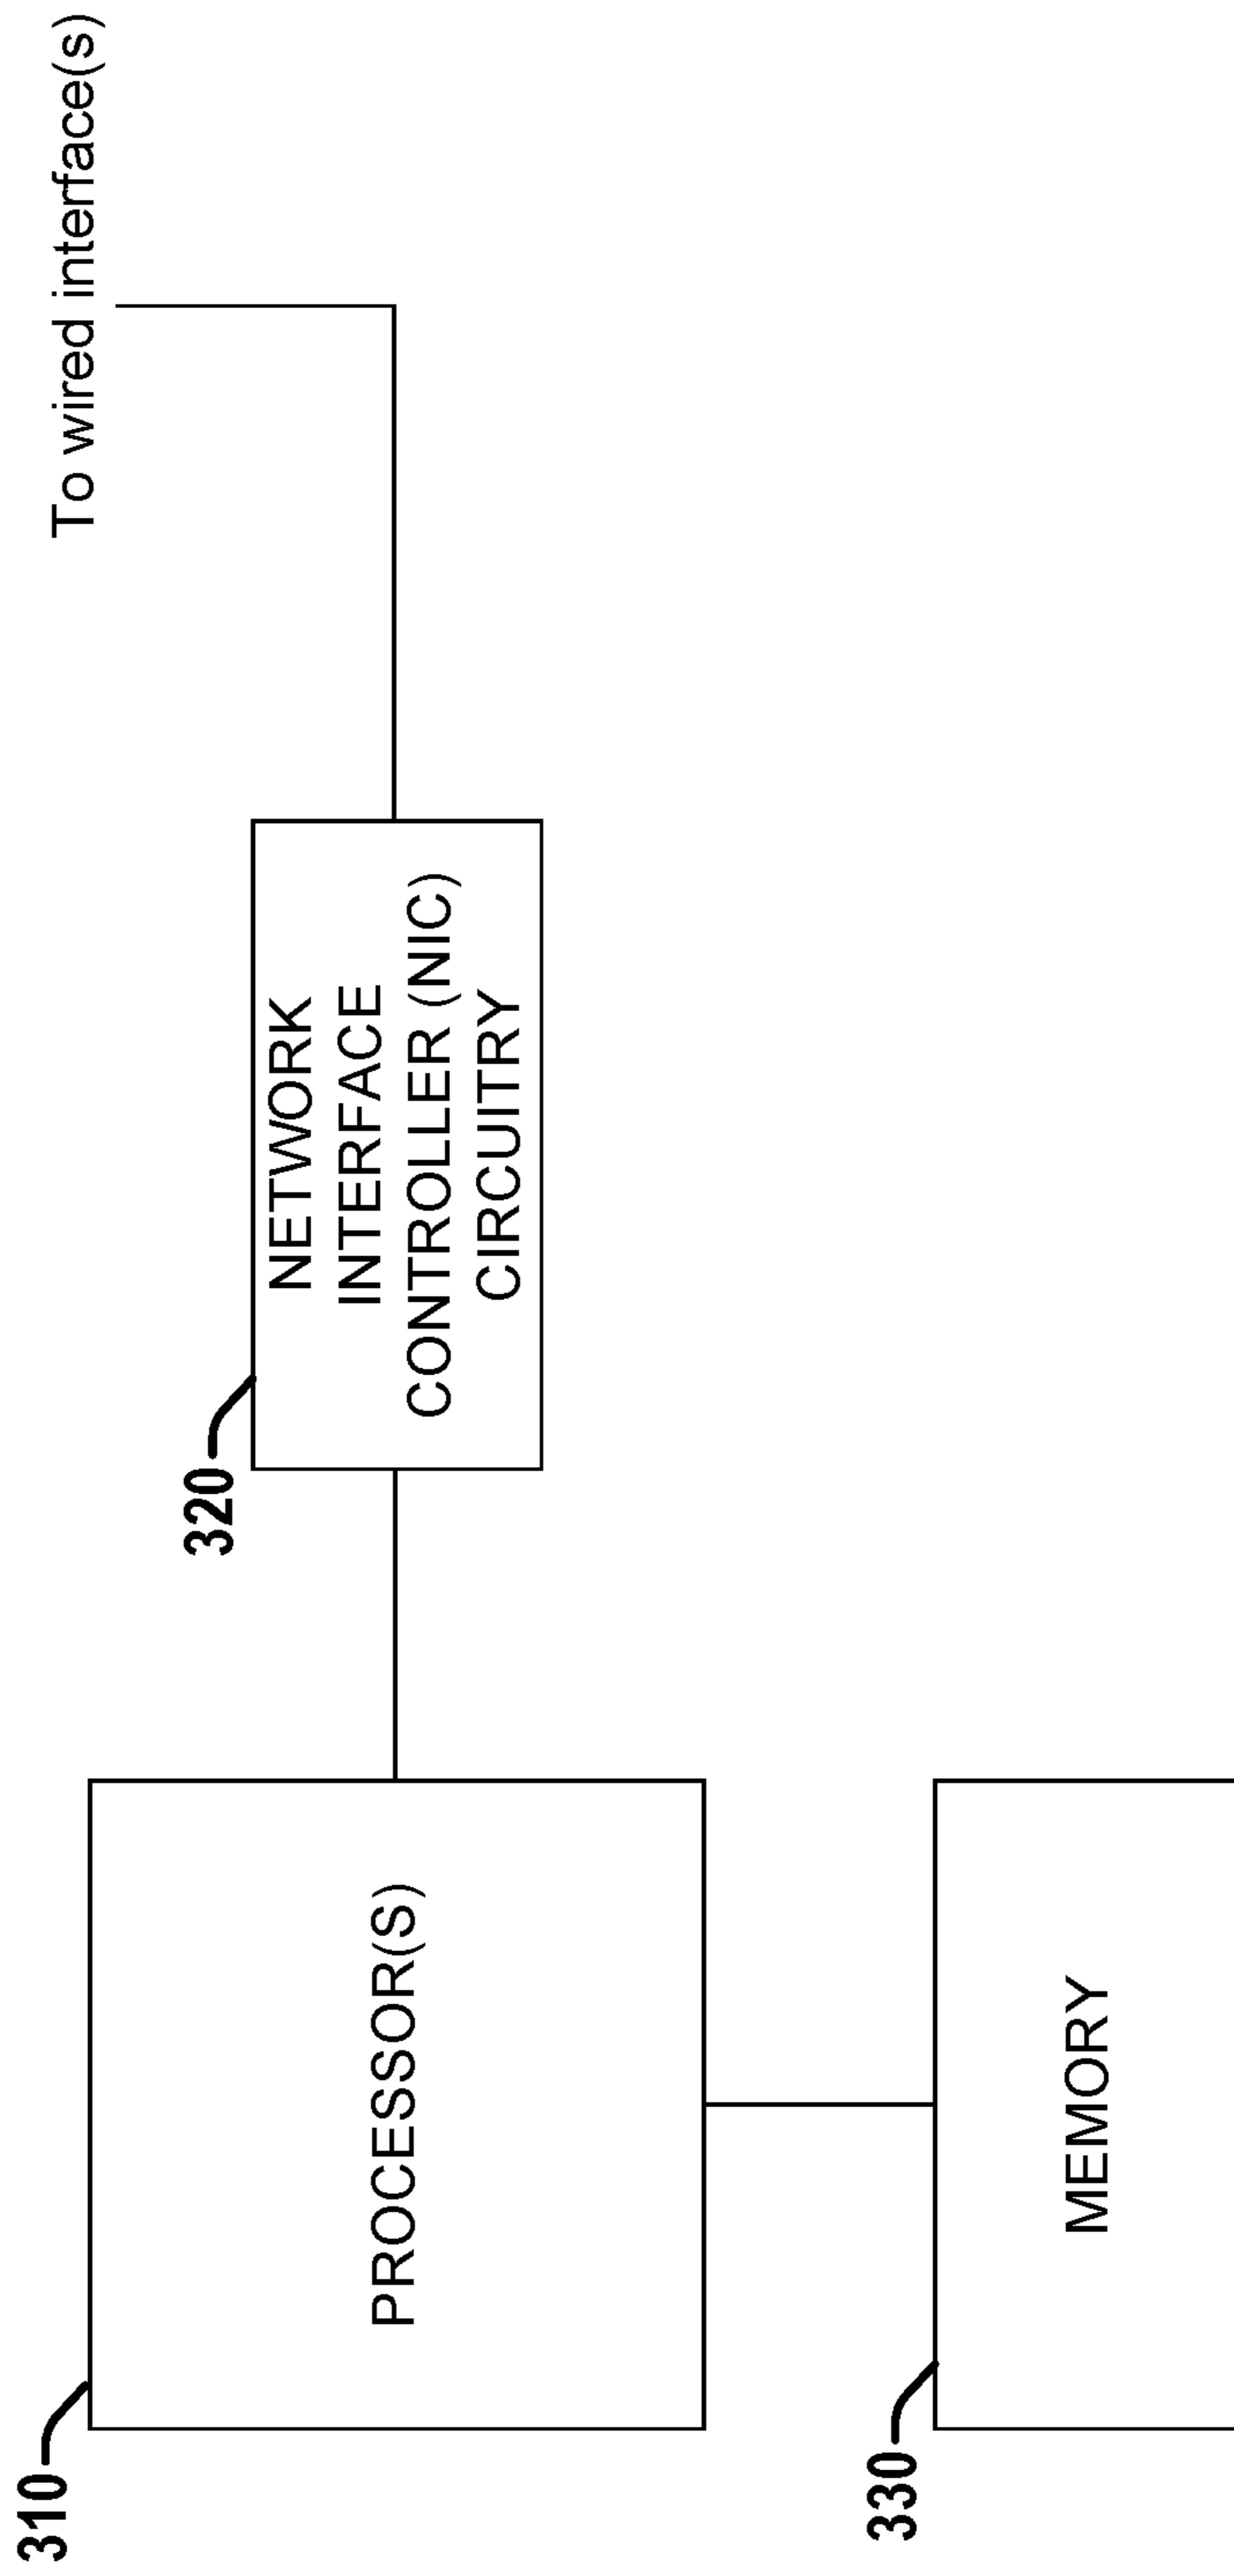 To wired interface(s)
320
NETWORK
INTERFACE
CONTROLLER (NIC)
CIRCUITRY
310
PROCESSOR(S)
330
MEMORY